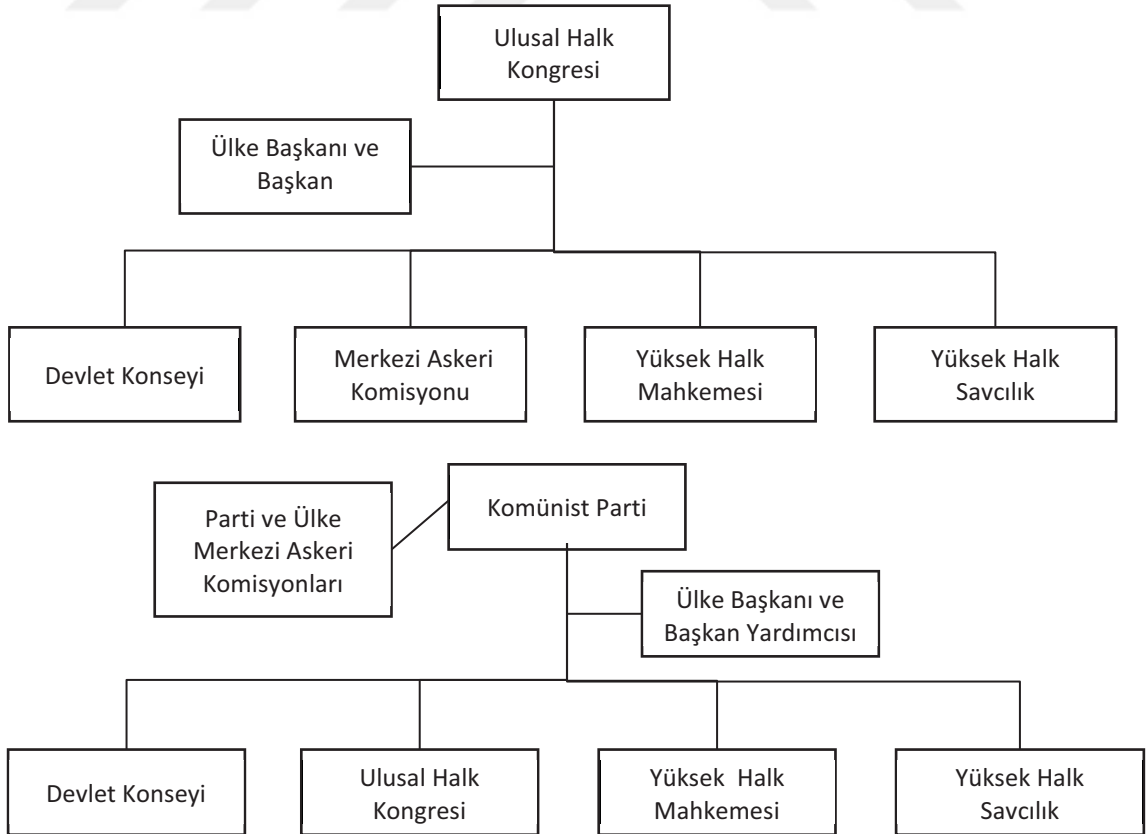 Ulusal Halk
Kongresi
Ülke Başkanı ve
Başkan
Devlet Konseyi
Merkezi Askeri
Komisyonu
Yüksek Halk
Mahkemesi
Yüksek Halk
Savcılık
Parti ve Ülke
Merkezi Askeri
Komisyonları
Komünist Parti
Ülke Başkanı ve
Başkan Yardımcısı
Devlet Konseyi
Ulusal Halk
Kongresi
Yüksek Halk
Mahkemesi
Yüksek Halk
Savcılık